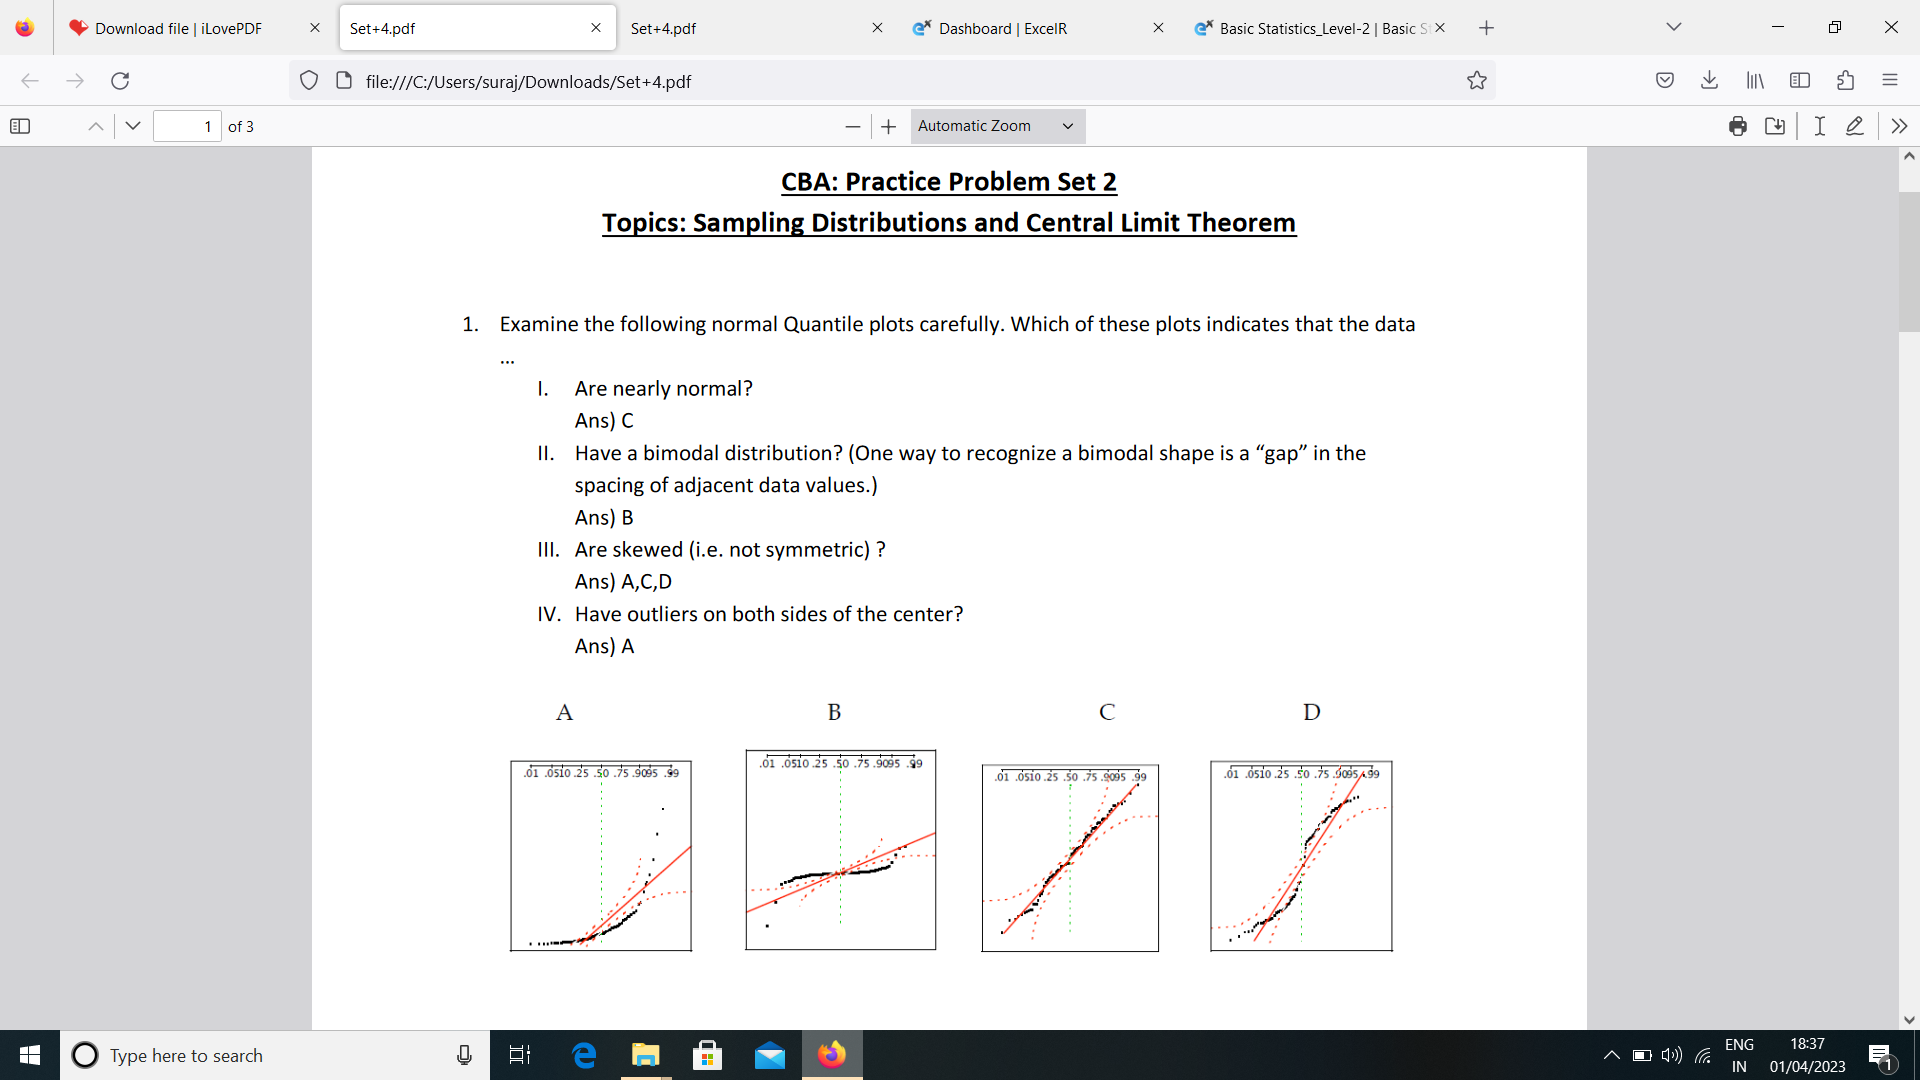 Download file | iLovePDF
Set+4.pdf
Set+4.pdf
Dashboard | ExcelR
Basic Statistics_Level-2 | Basic S
file:///C:/Users/suraj/Downloads/Set+4.pdf
1 of 3
Automatic Zoom
CBA: Practice Problem Set 2
Topics: Sampling Distributions and Central Limit Theorem
1. Examine the following normal Quantile plots carefully. Which of these plots indicates that the data
...
I. Are nearly normal?
Ans) C
II. Have a bimodal distribution? (One way to recognize a bimodal shape is a “gap” in the
spacing of adjacent data values.)
Ans) B
III. Are skewed (i.e. not symmetric) ?
Ans) A,C,D
IV. Have outliers on both sides of the center?
Ans) A
A B C D
.01 .0510 .25 .50 .75 .9095 .99
.01 .0510 .25 .50 .75 .9095 .99
.01 .0510 .25 .50 .75 .9095 .99
.01 .0510 .25 .50 .75 .9095 .99
Type here to search
ENG
IN
18:37
01/04/2023
1